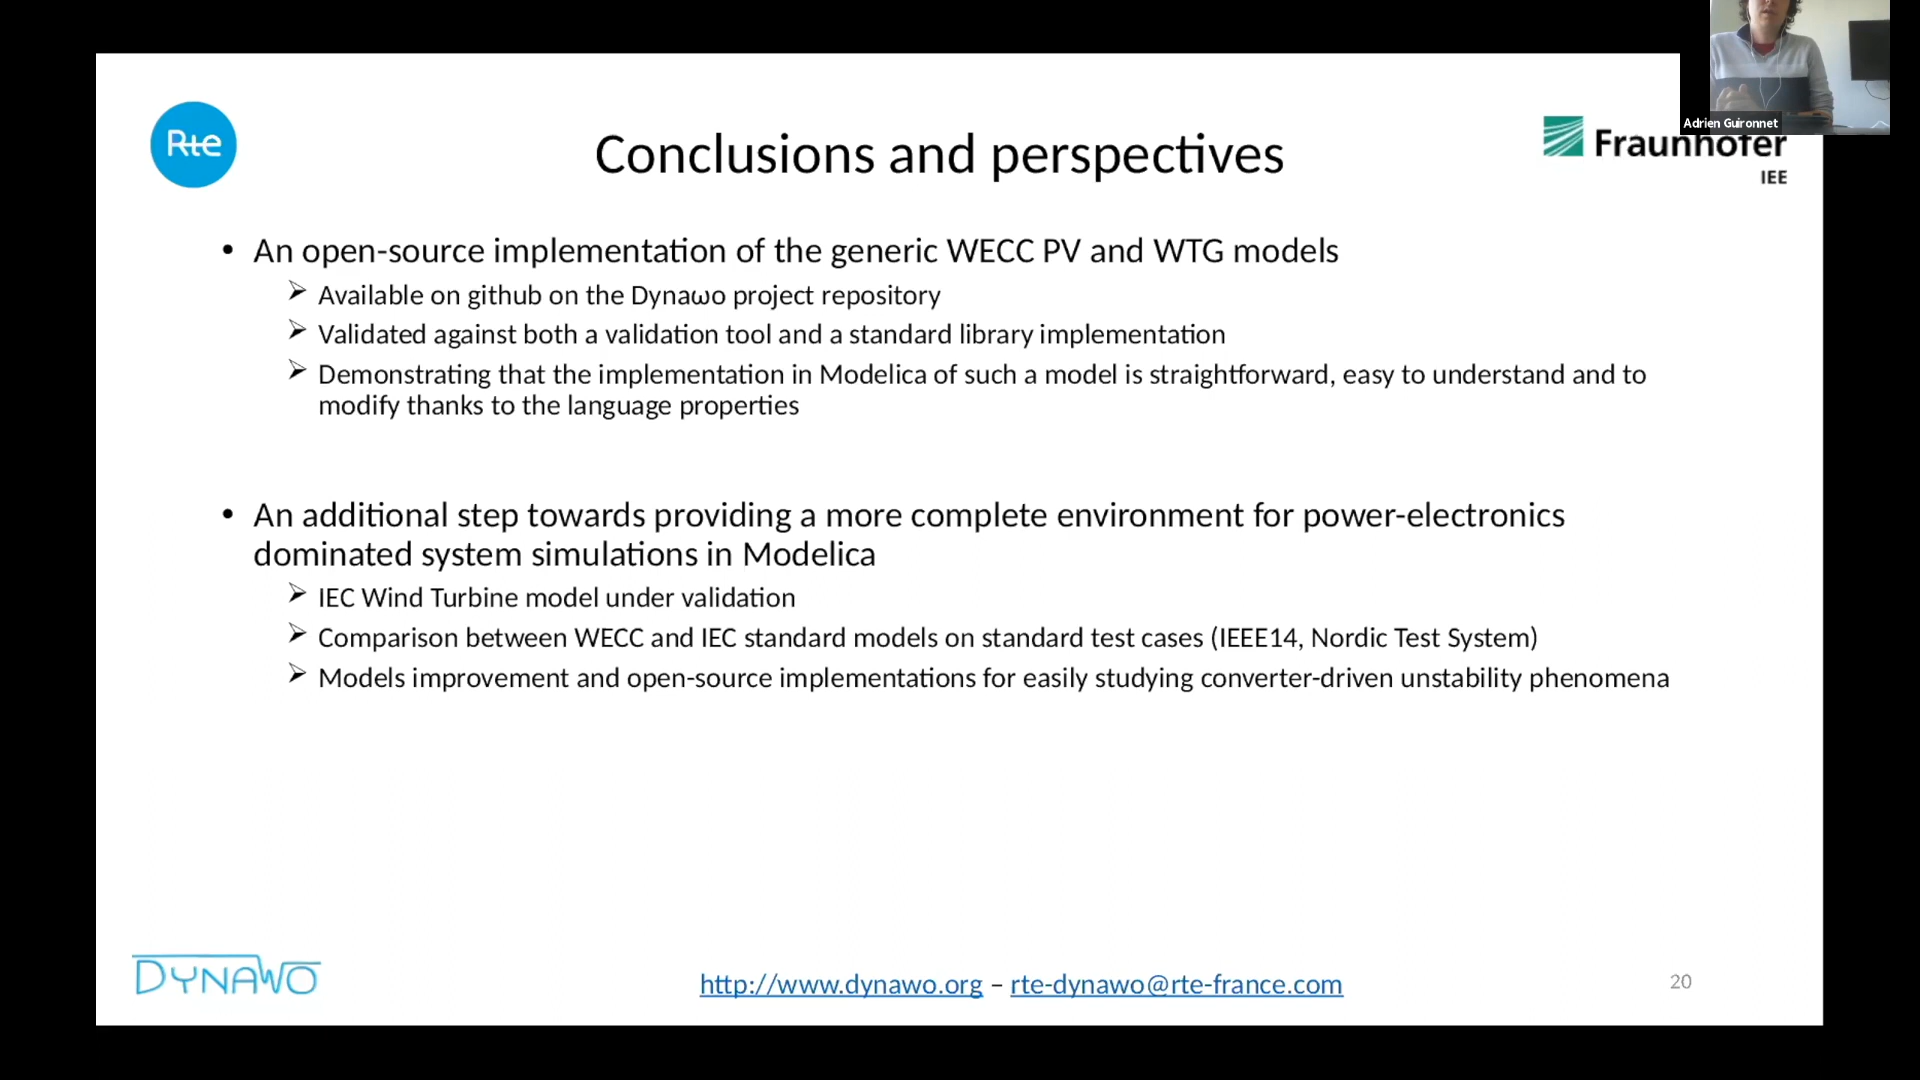 Adrien Guironnet
Rte
Conclusions and perspectives
Fraunhofer
IEE
• An open-source implementation of the generic WECC PV and WTG models
➢ Available on github on the Dynaωo project repository
➢ Validated against both a validation tool and a standard library implementation
➢ Demonstrating that the implementation in Modelica of such a model is straightforward, easy to understand and to
modify thanks to the language properties
• An additional step towards providing a more complete environment for power-electronics
dominated system simulations in Modelica
➢ IEC Wind Turbine model under validation
➢ Comparison between WECC and IEC standard models on standard test cases (IEEE14, Nordic Test System)
➢ Models improvement and open-source implementations for easily studying converter-driven unstability phenomena
DYNAWO
http://www.dynawo.org – rte-dynawo@rte-france.com
20